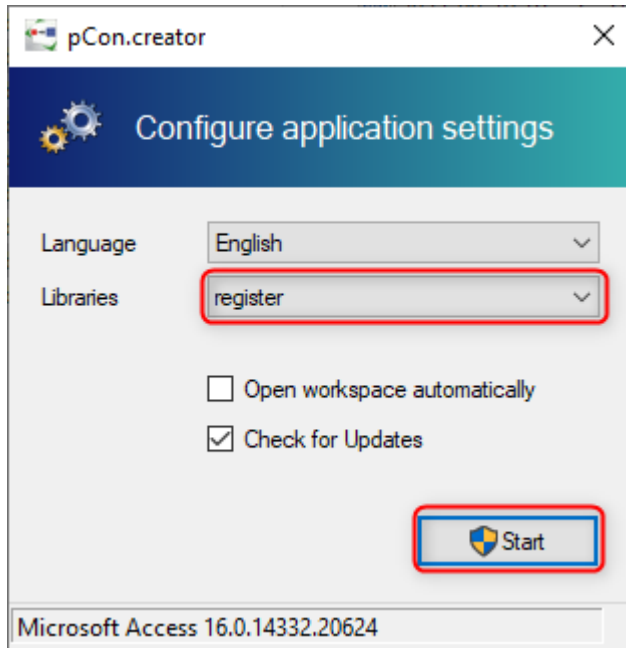 pCon.creator
Configure application settings
Language English
Libraries register
Open workspace automatically
Check for Updates
Start
Microsoft Access 16.0.14332.20624